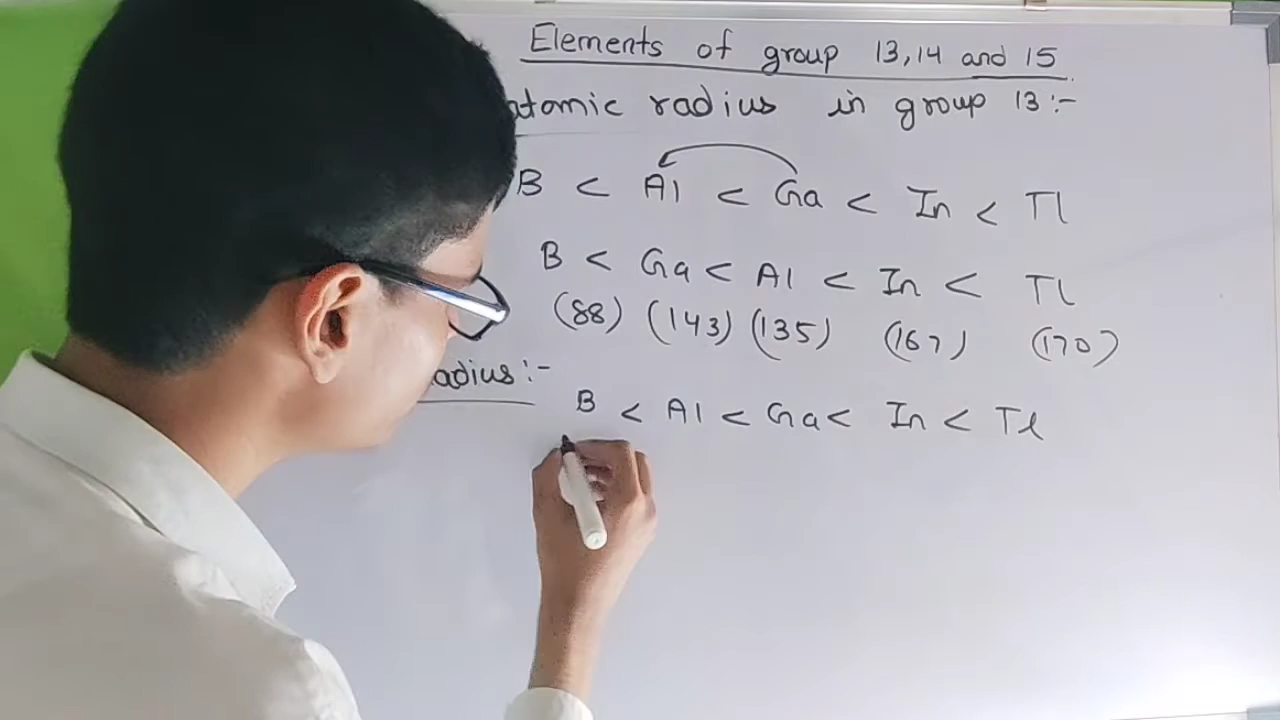 Elements of group 13,14 and 15
atomic radius in group 13:-
B < Al < Ga < In < Tl
B < Ga < Al < In < Tl
(88) (143) (135) (167) (170)
adius:-
B < Al < Ga < In < Tl